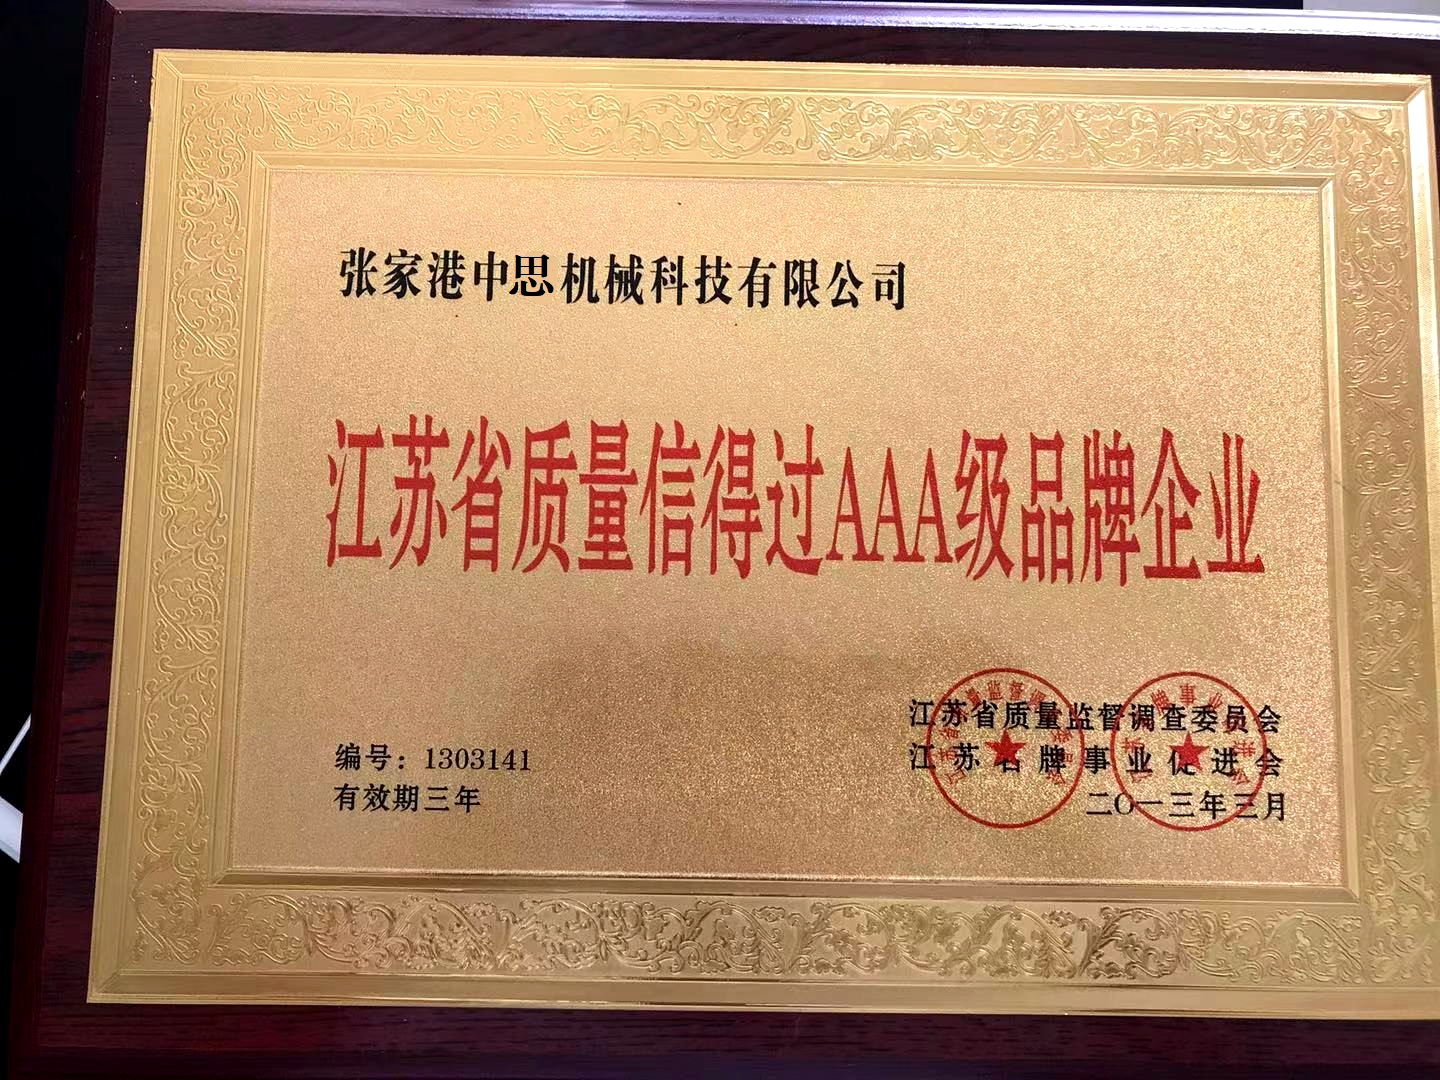 张家港中思机械科技有限公司
江苏省质量信得过AAA级品牌企业
编号：1303141
有效期三年
江苏省质量监督调查委员会
江苏名牌事业促进会
二〇一三年三月